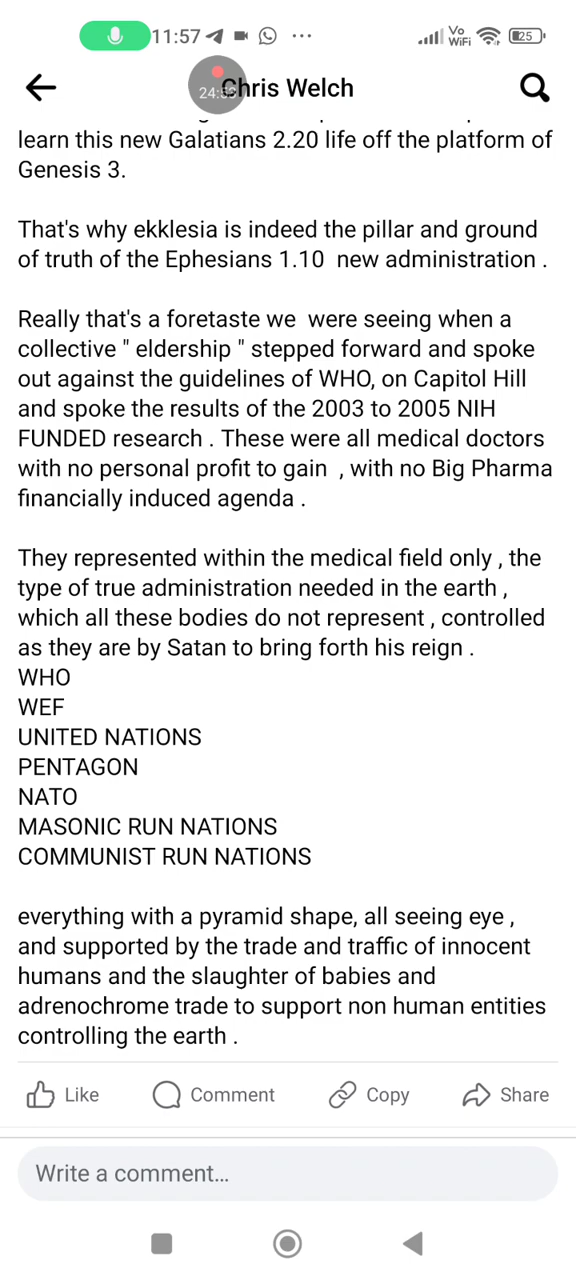 11:57
Vo
WiFi
25
Chris Welch
learn this new Galatians 2.20 life off the platform of
Genesis 3.
That's why ekklesia is indeed the pillar and ground
of truth of the Ephesians 1.10  new administration .
Really that's a foretaste we  were seeing when a
collective " eldership " stepped forward and spoke
out against the guidelines of WHO, on Capitol Hill
and spoke the results of the 2003 to 2005 NIH
FUNDED research . These were all medical doctors
with no personal profit to gain  , with no Big Pharma
financially induced agenda .
They represented within the medical field only , the
type of true administration needed in the earth ,
which all these bodies do not represent , controlled
as they are by Satan to bring forth his reign .
WHO
WEF
UNITED NATIONS
PENTAGON
NATO
MASONIC RUN NATIONS
COMMUNIST RUN NATIONS
everything with a pyramid shape, all seeing eye ,
and supported by the trade and traffic of innocent
humans and the slaughter of babies and
adrenochrome trade to support non human entities
controlling the earth .
Like
Comment
Copy
Share
Write a comment...